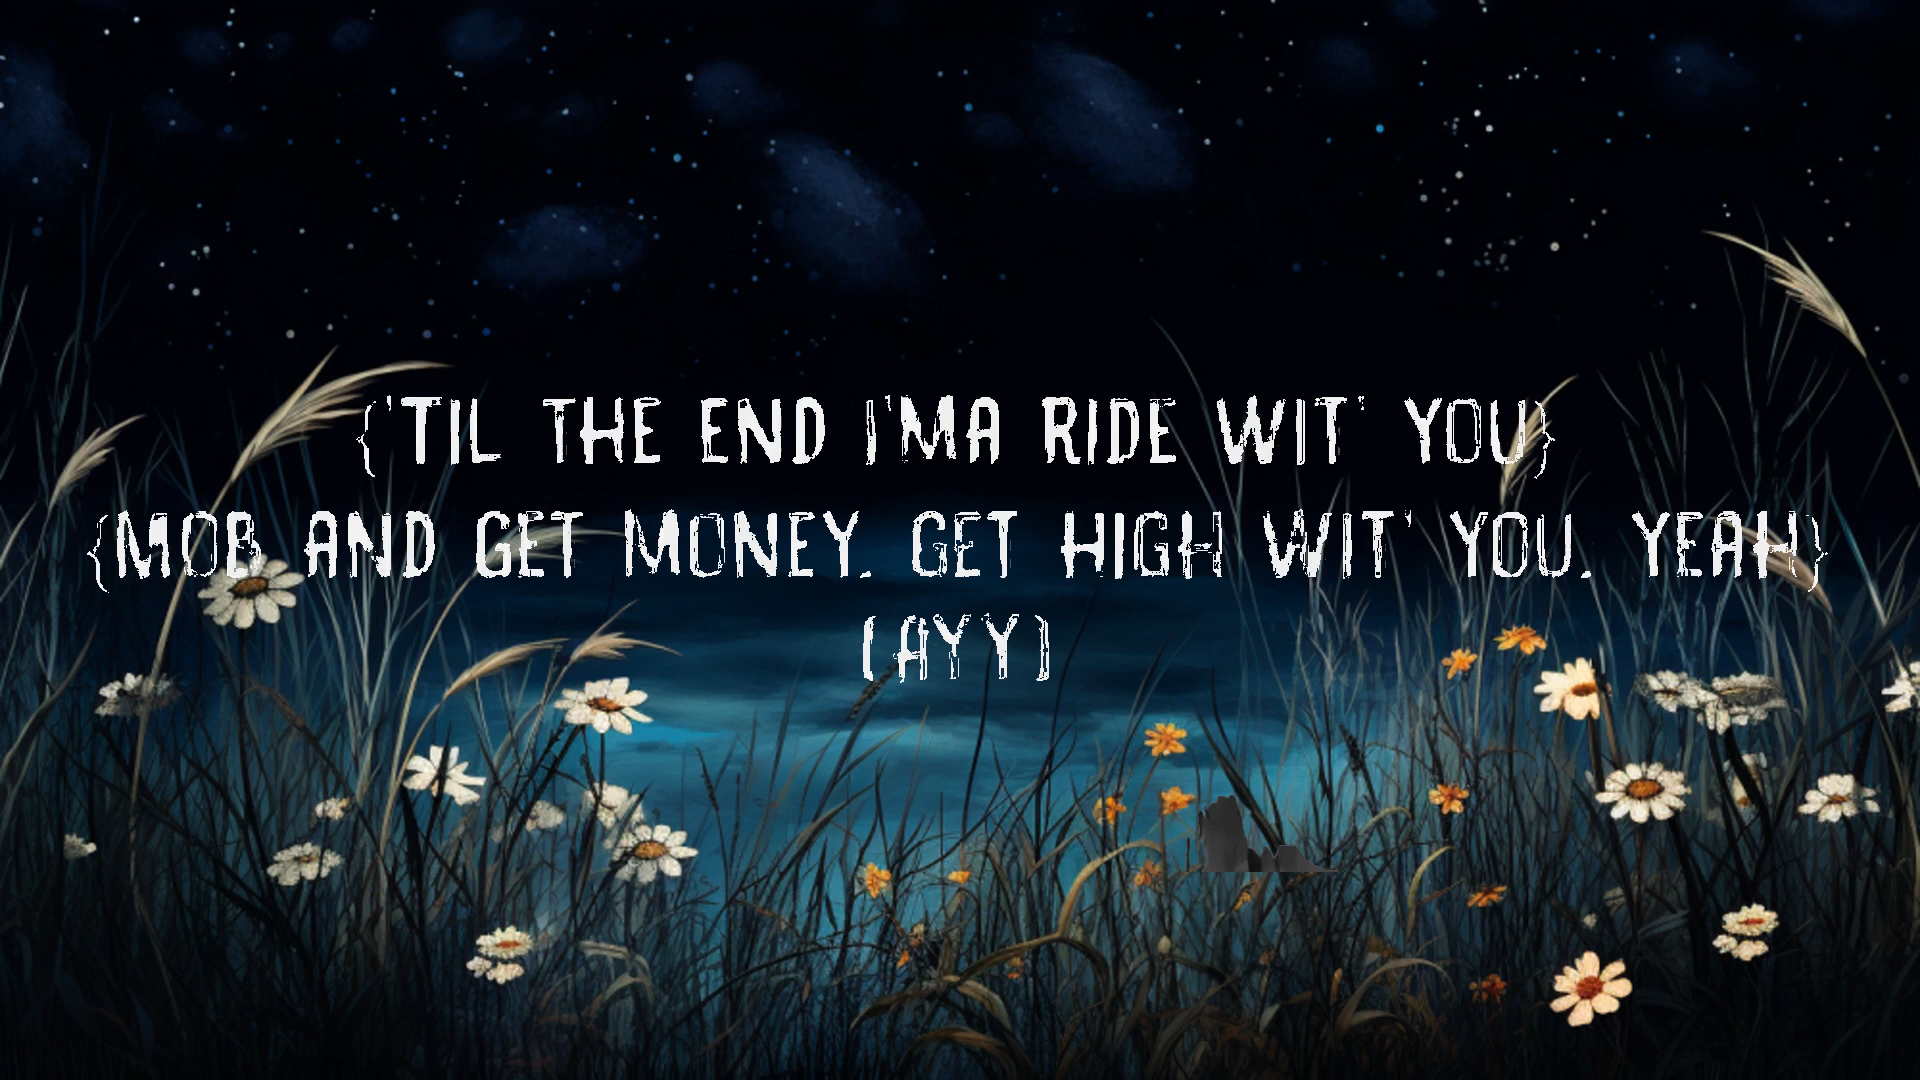 {'TIL THE END I'MA RIDE WIT' YOU}
{MOB AND GET MONEY. GET HIGH WIT' YOU. YEAH}
(AYY)